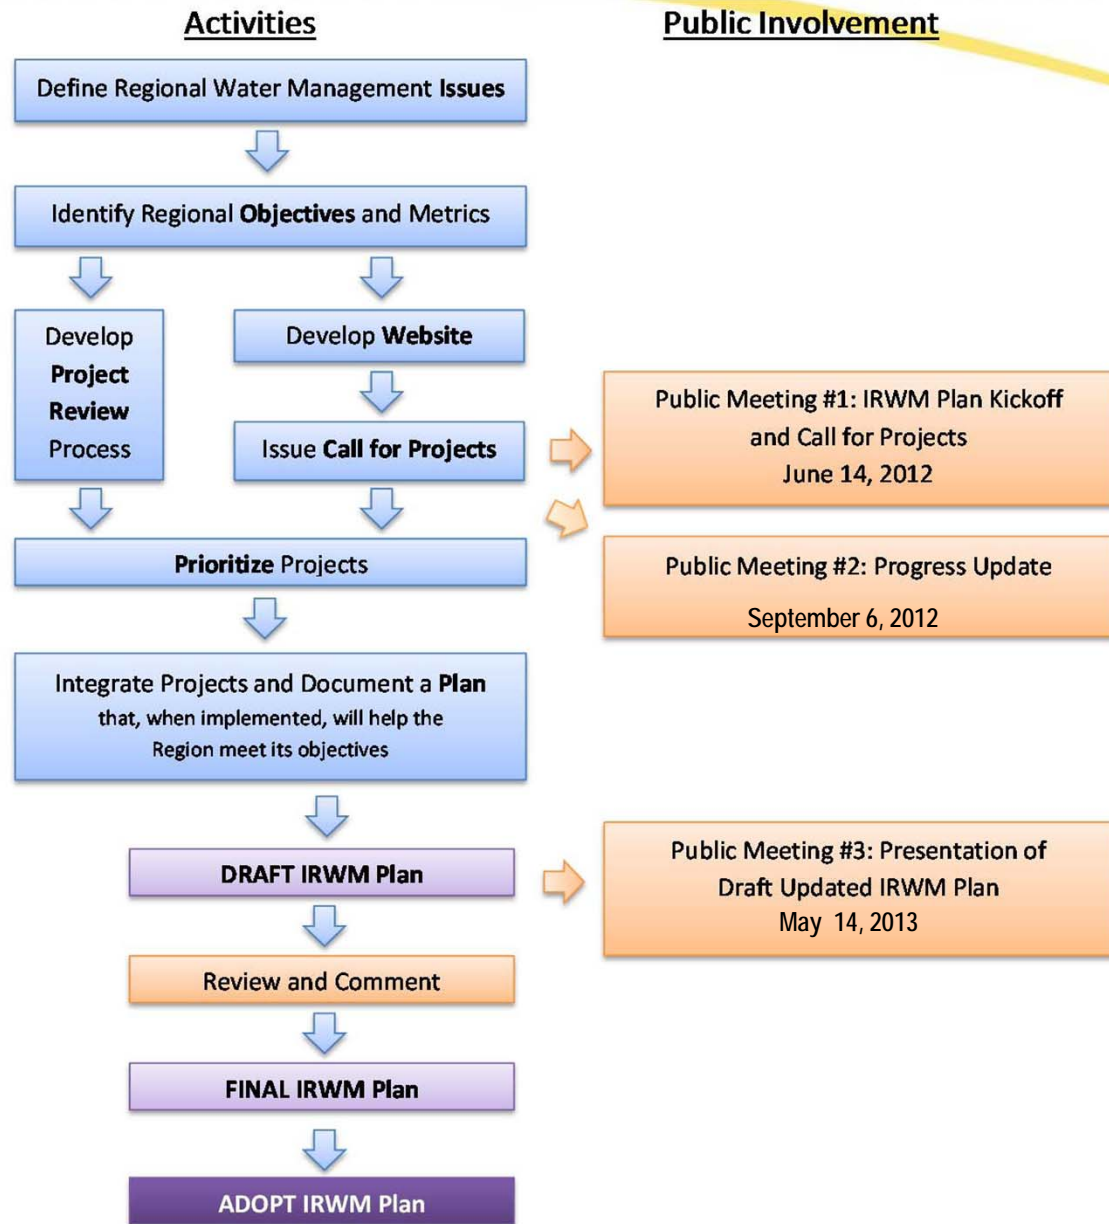 Activities
Public Involvement
Define Regional Water Management Issues
Identify Regional Objectives and Metrics
Develop
Project
Review
Process
Develop Website
Issue Call for Projects
Public Meeting #1: IRWM Plan Kickoff
and Call for Projects
June 14, 2012
Prioritize Projects
Public Meeting #2: Progress Update
September 6, 2012
Integrate Projects and Document a Plan
that, when implemented, will help the
Region meet its objectives
DRAFT IRWM Plan
Public Meeting #3: Presentation of
Draft Updated IRWM Plan
May 14, 2013
Review and Comment
FINAL IRWM Plan
ADOPT IRWM Plan